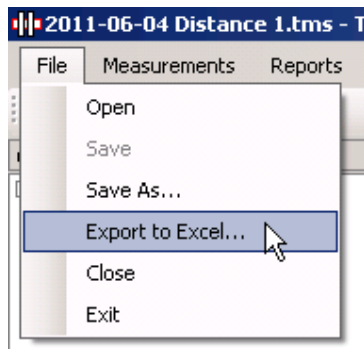 2011-06-04 Distance 1.tms - T
File Measurements Reports
Open
Save
Save As...
Export to Excel...
Close
Exit